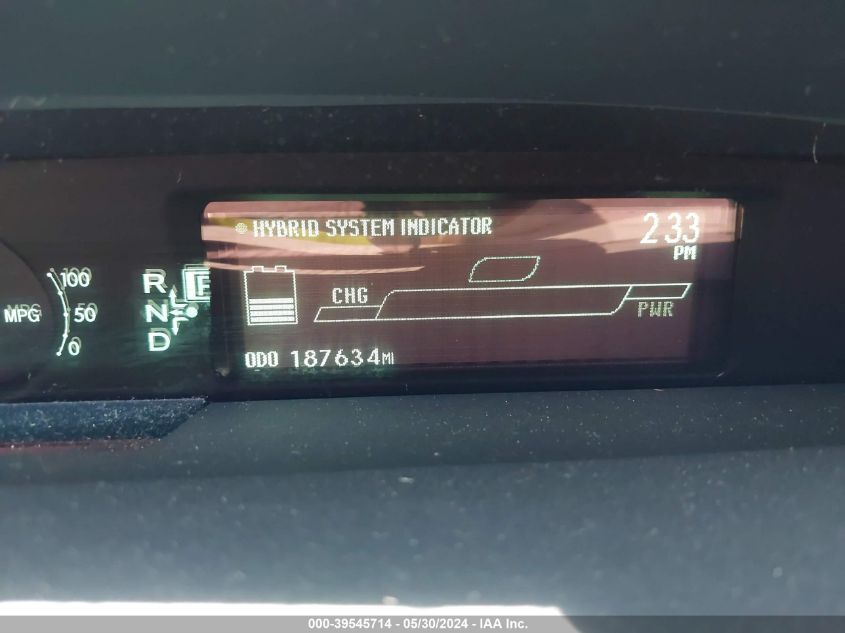 HYBRID SYSTEM INDICATOR
2:33
PM
100
50
0
MPG
R
N
D
P
CHG
PWR
ODO 187634MI
000-39545714 - 05/30/2024 - IAA Inc.